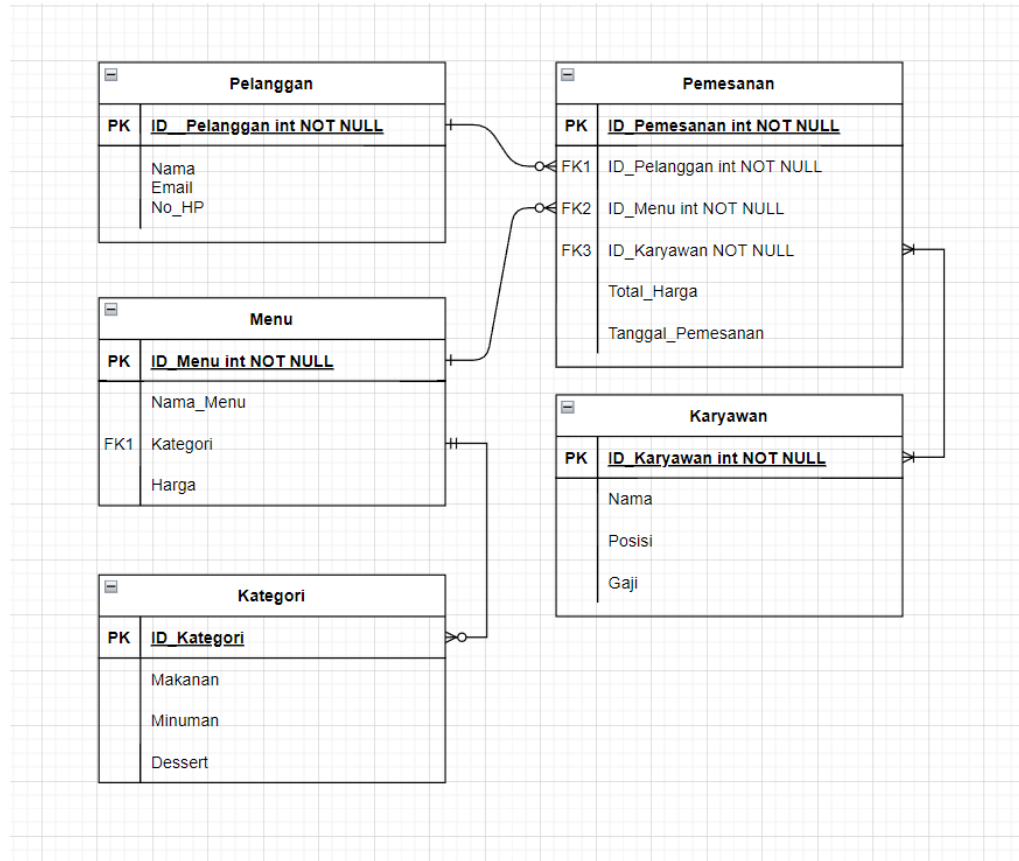 Pelanggan
PK ID__Pelanggan int NOT NULL
Nama
Email
No_HP
Pemesanan
PK ID_Pemesanan int NOT NULL
FK1 ID_Pelanggan int NOT NULL
FK2 ID_Menu int NOT NULL
FK3 ID_Karyawan NOT NULL
Total_Harga
Tanggal_Pemesanan
Menu
PK ID_Menu int NOT NULL
Nama_Menu
FK1 Kategori
Harga
Karyawan
PK ID_Karyawan int NOT NULL
Nama
Posisi
Gaji
Kategori
PK ID_Kategori
Makanan
Minuman
Dessert